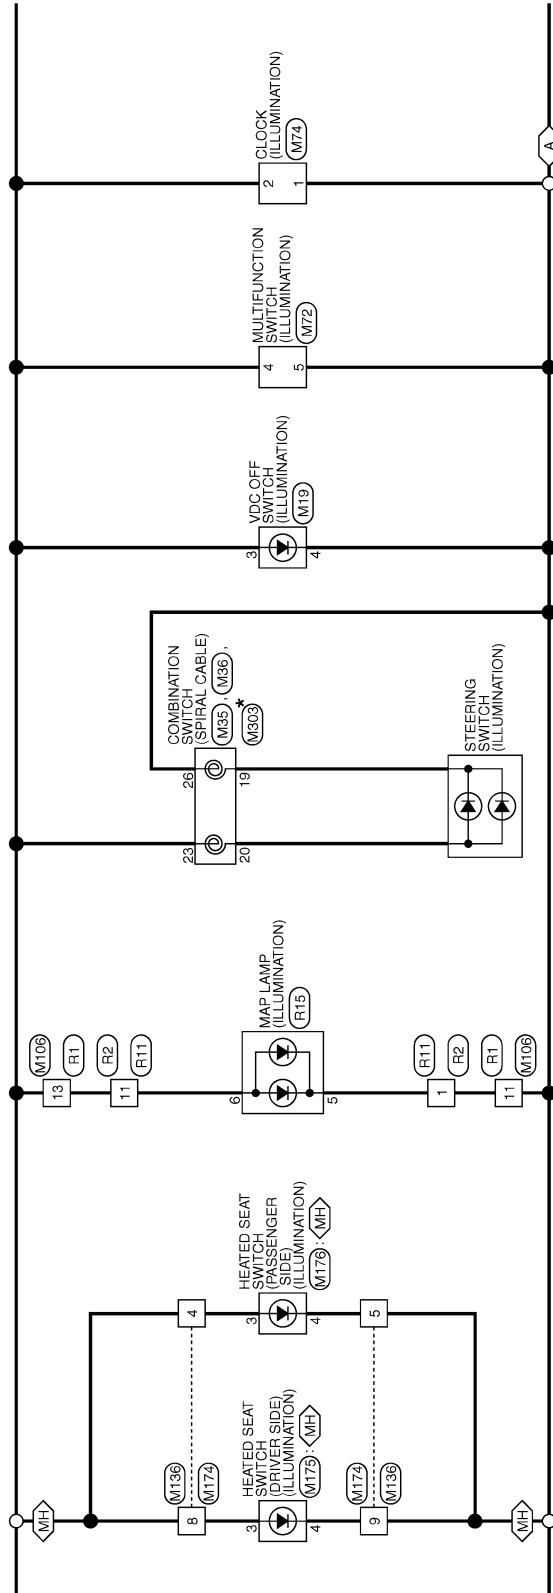 A
2
1
CLOCK
(ILLUMINATION)
M74
4
5
MULTIFUNCTION
SWITCH
(ILLUMINATION)
M72
3
4
VDC OFF
SWITCH
(ILLUMINATION)
M19
COMBINATION
SWITCH
(SPIRAL CABLE)
M35 , M36 ,
M303 *
26
19
23
20
STEERING
SWITCH
(ILLUMINATION)
M106
13
R1
R2
11
R11
6
5
MAP LAMP
(ILLUMINATION)
R15
R11
1
R2
R1
11
M106
HEATED SEAT
SWITCH
(PASSENGER
SIDE)
(ILLUMINATION)
M176 : MH
4
3
4
5
HEATED SEAT
SWITCH
(DRIVER SIDE)
(ILLUMINATION)
M175 : MH
MH
M136
8
M174
3
4
M174
9
M136
MH